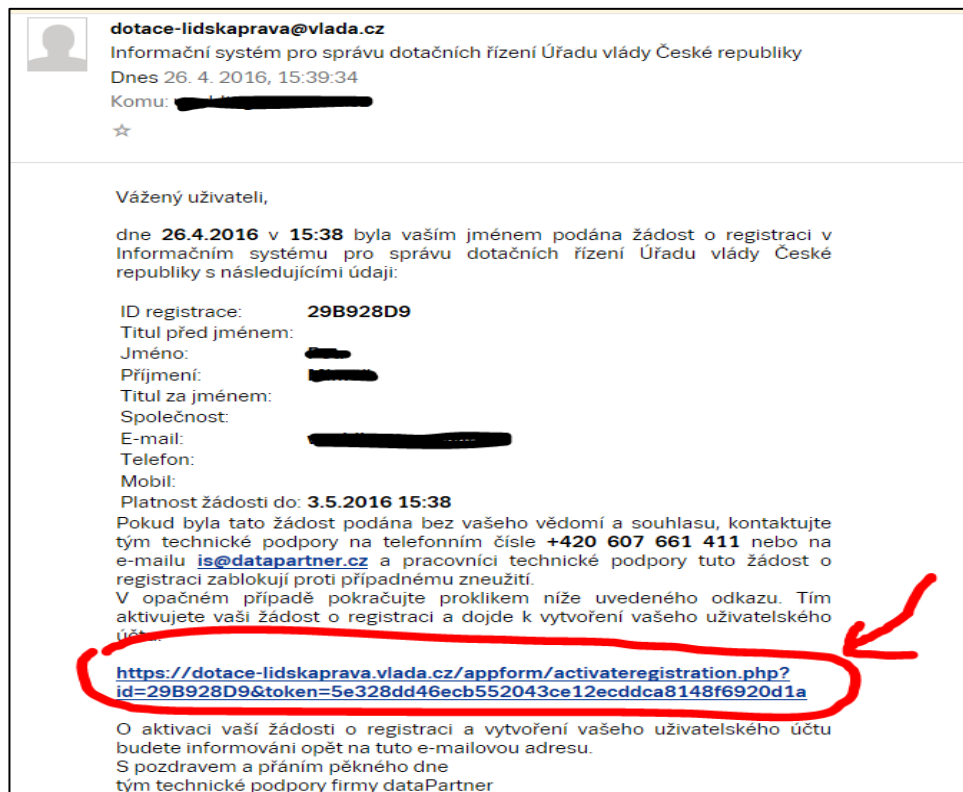 dotace-lidskaprava@vlada.cz
Informační systém pro správu dotačních řízení Úřadu vlády České republiky
Dnes 26. 4. 2016, 15:39:34
Komu:
Vážený uživateli,
dne 26.4.2016 v 15:38 byla vaším jménem podána žádost o registraci v
Informačním systému pro správu dotačních řízení Úřadu vlády České
republiky s následujícími údaji:
ID registrace: 29B928D9
Titul před jménem:
Jméno:
Příjmení:
Titul za jménem:
Společnost:
E-mail:
Telefon:
Mobil:
Platnost žádosti do: 3.5.2016 15:38
Pokud byla tato žádost podána bez vašeho vědomí a souhlasu, kontaktujte
tým technické podpory na telefonním čísle +420 607 661 411 nebo na
e-mailu is@datapartner.cz a pracovníci technické podpory tuto žádost o
registraci zablokují proti případnému zneužití.
V opačném případě pokračujte proklikem níže uvedeného odkazu. Tím
aktivujete vaši žádost o registraci a dojde k vytvoření vašeho uživatelského
účtu.
https://dotace-lidskaprava.vlada.cz/appform/activateregistration.php?
id=29B928D9&token=5e328dd46ecb552043ce12ecddca8148f6920d1a
O aktivaci vaší žádosti o registraci a vytvoření vašeho uživatelského účtu
budete informováni opět na tuto e-mailovou adresu.
S pozdravem a přáním pěkného dne
tým technické podpory firmy dataPartner